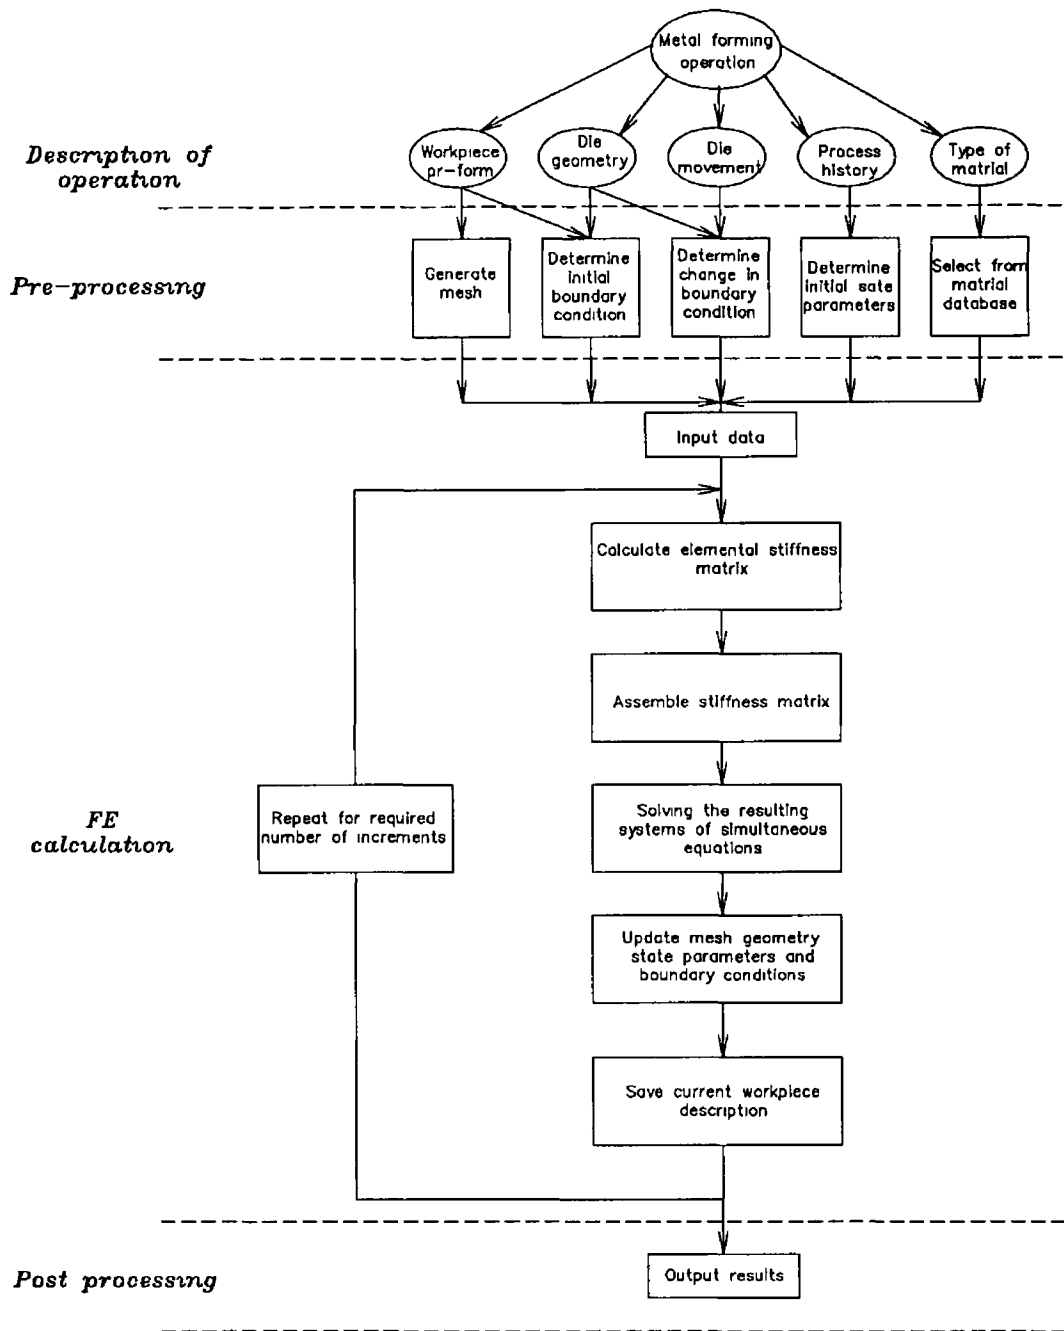 Metal forming
operation
Description of
operation
Workpiece
pr-form
Die
geometry
Die
movement
Process
history
Type of
matrial
Pre-processing
Generate
mesh
Determine
initial
boundary
condition
Determine
change in
boundary
condition
Determine
initial sate
parameters
Select from
matrial
database
Input data
Calculate elemental stiffness
matrix
Assemble stiffness matrix
FE
calculation
Repeat for required
number of increments
Solving the resulting
systems of simultaneous
equations
Update mesh geometry
state parameters and
boundary conditions
Save current workpiece
description
Post processing
Output results